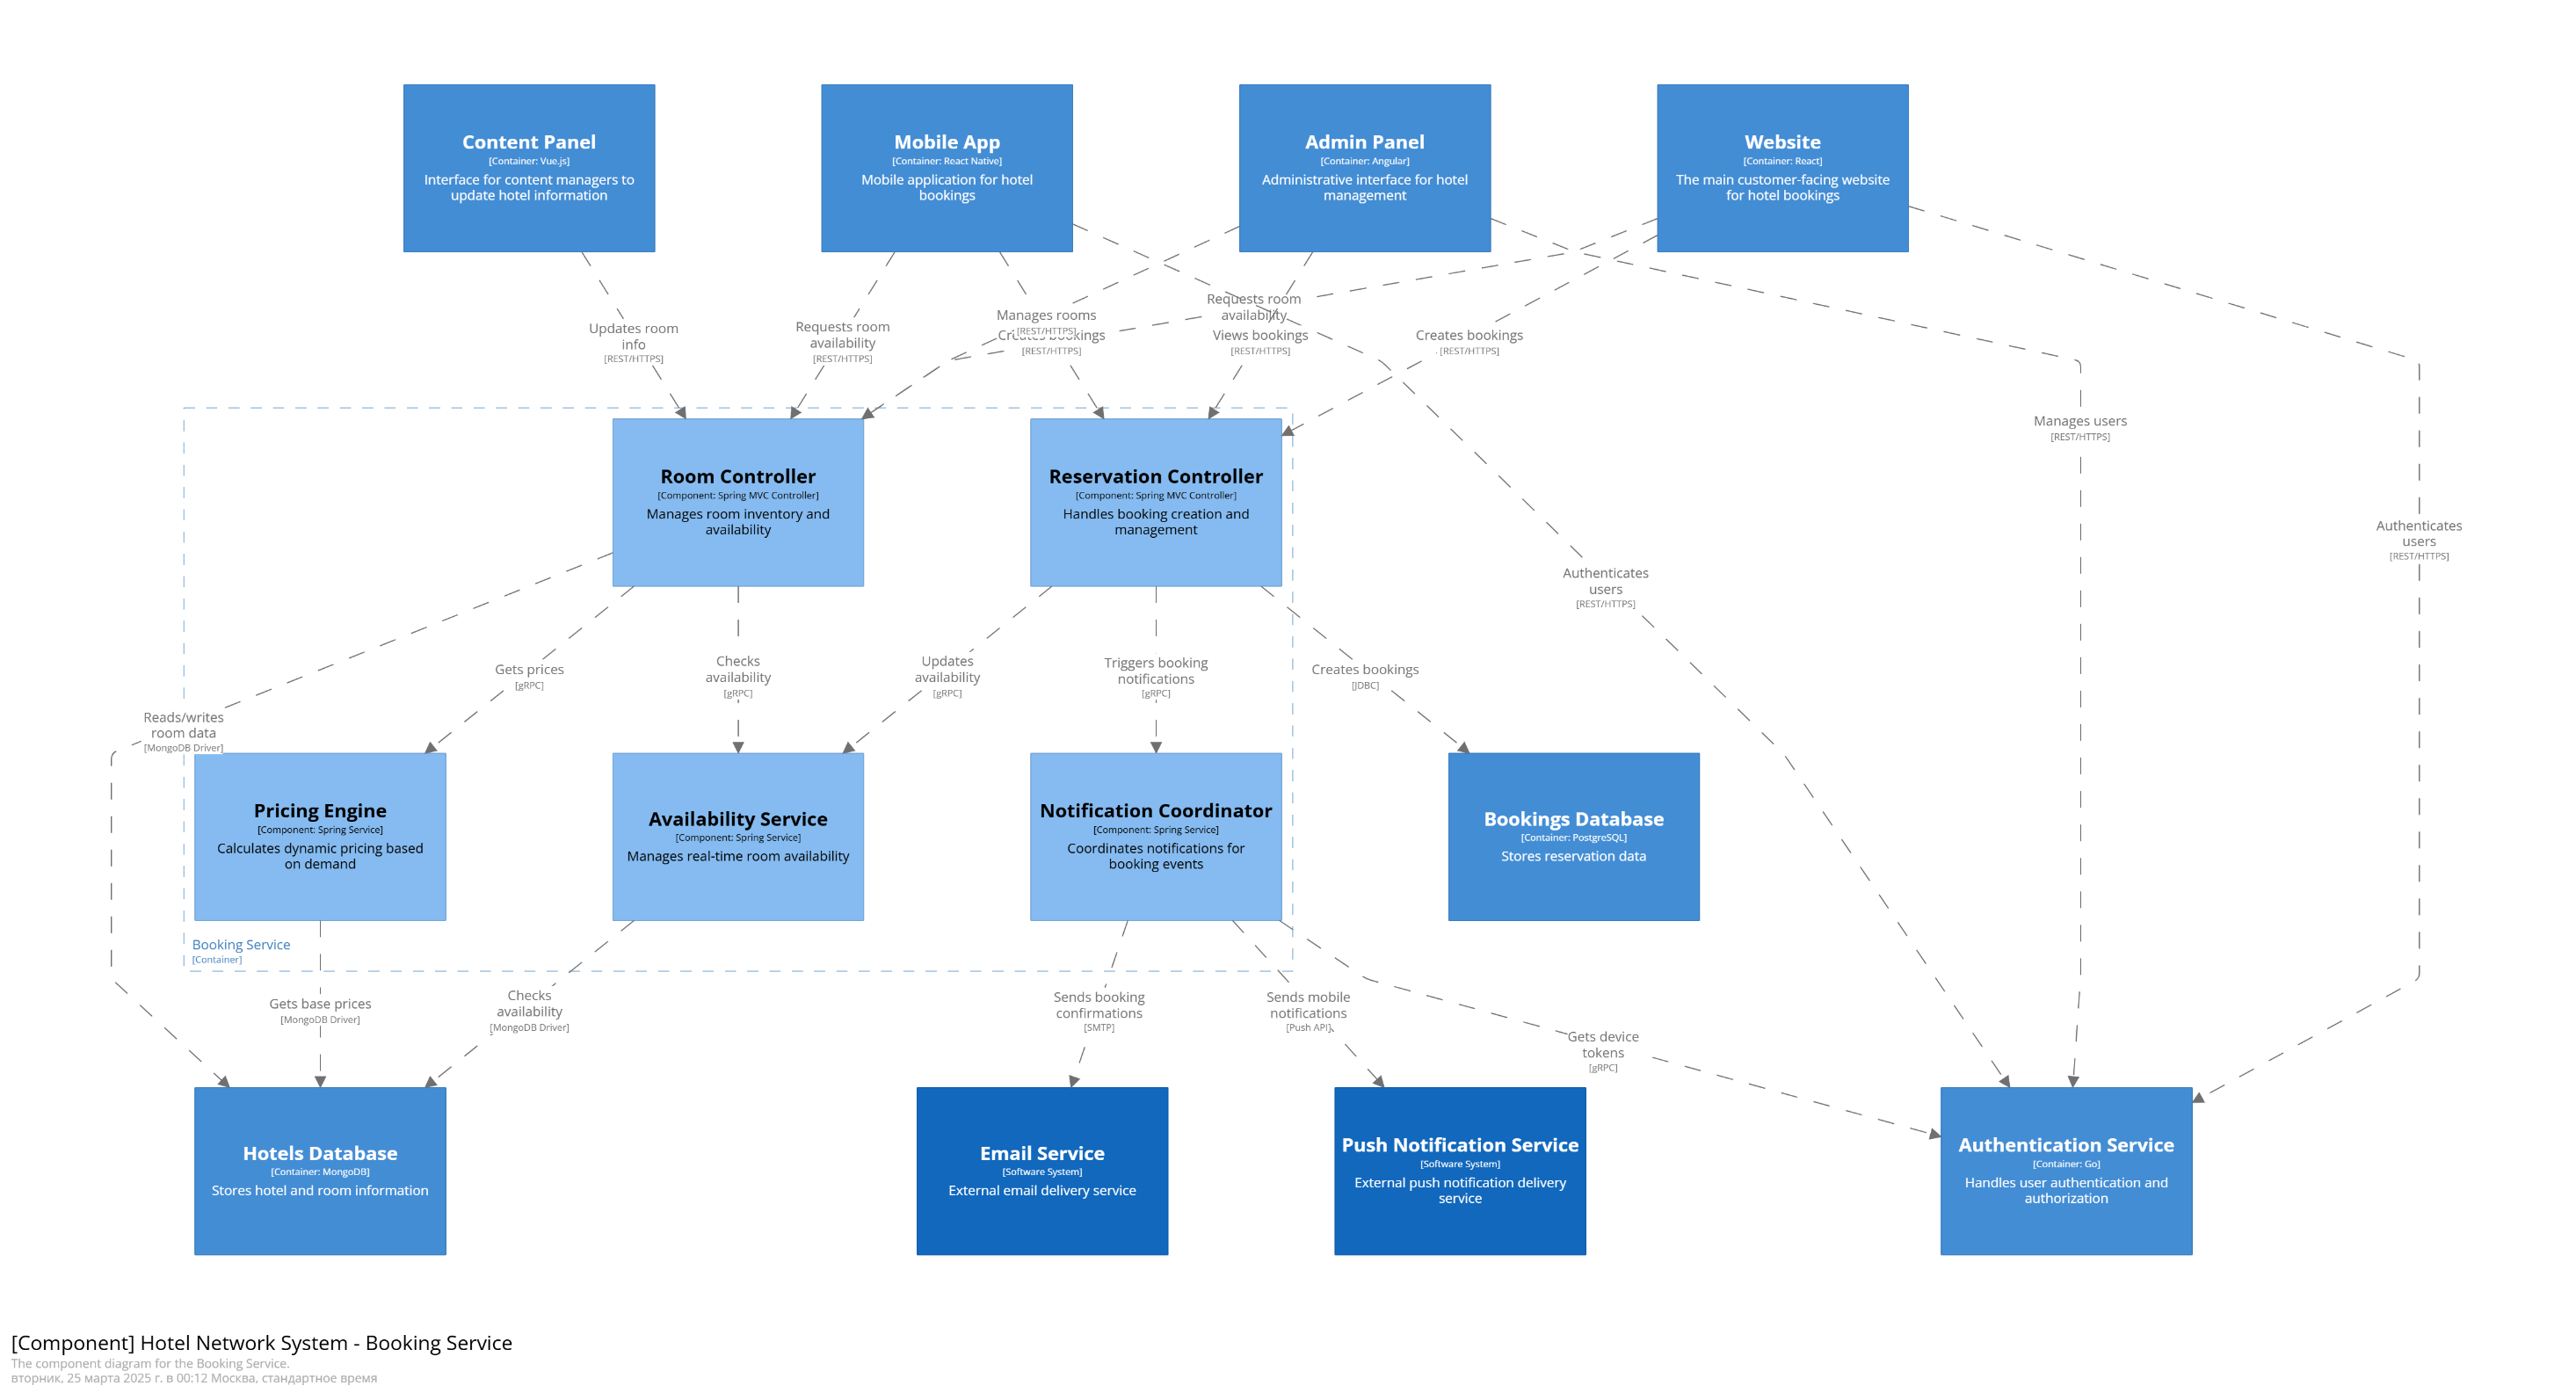 Content Panel
[Container: Vue.js]
Interface for content managers to
update hotel information
Mobile App
[Container: React Native]
Mobile application for hotel
bookings
Admin Panel
[Container: Angular]
Administrative interface for hotel
management
Website
[Container: React]
The main customer-facing website
for hotel bookings
Updates room
info
[REST/HTTPS]
Requests room
availability
[REST/HTTPS]
Manages rooms
[REST/HTTPS]
Creates bookings
[REST/HTTPS]
Requests room
availability
Views bookings
[REST/HTTPS]
Creates bookings
[REST/HTTPS]
Manages users
[REST/HTTPS]
Authenticates
users
[REST/HTTPS]
Authenticates
users
[REST/HTTPS]
Room Controller
[Component: Spring MVC Controller]
Manages room inventory and
availability
Reservation Controller
[Component: Spring MVC Controller]
Handles booking creation and
management
Reads/writes
room data
[MongoDB Driver]
Gets prices
[gRPC]
Checks
availability
[gRPC]
Updates
availability
[gRPC]
Triggers booking
notifications
[gRPC]
Creates bookings
[JDBC]
Pricing Engine
[Component: Spring Service]
Calculates dynamic pricing based
on demand
Availability Service
[Component: Spring Service]
Manages real-time room availability
Notification Coordinator
[Component: Spring Service]
Coordinates notifications for
booking events
Bookings Database
[Container: PostgreSQL]
Stores reservation data
Booking Service
[Container]
Gets base prices
[MongoDB Driver]
Checks
availability
[MongoDB Driver]
Sends booking
confirmations
[SMTP]
Sends mobile
notifications
[Push API]
Gets device
tokens
[gRPC]
Hotels Database
[Container: MongoDB]
Stores hotel and room information
Email Service
[Software System]
External email delivery service
Push Notification Service
[Software System]
External push notification delivery
service
Authentication Service
[Container: Go]
Handles user authentication and
authorization
[Component] Hotel Network System - Booking Service
The component diagram for the Booking Service.
вторник, 25 марта 2025 г. в 00:12 Москва, стандартное время